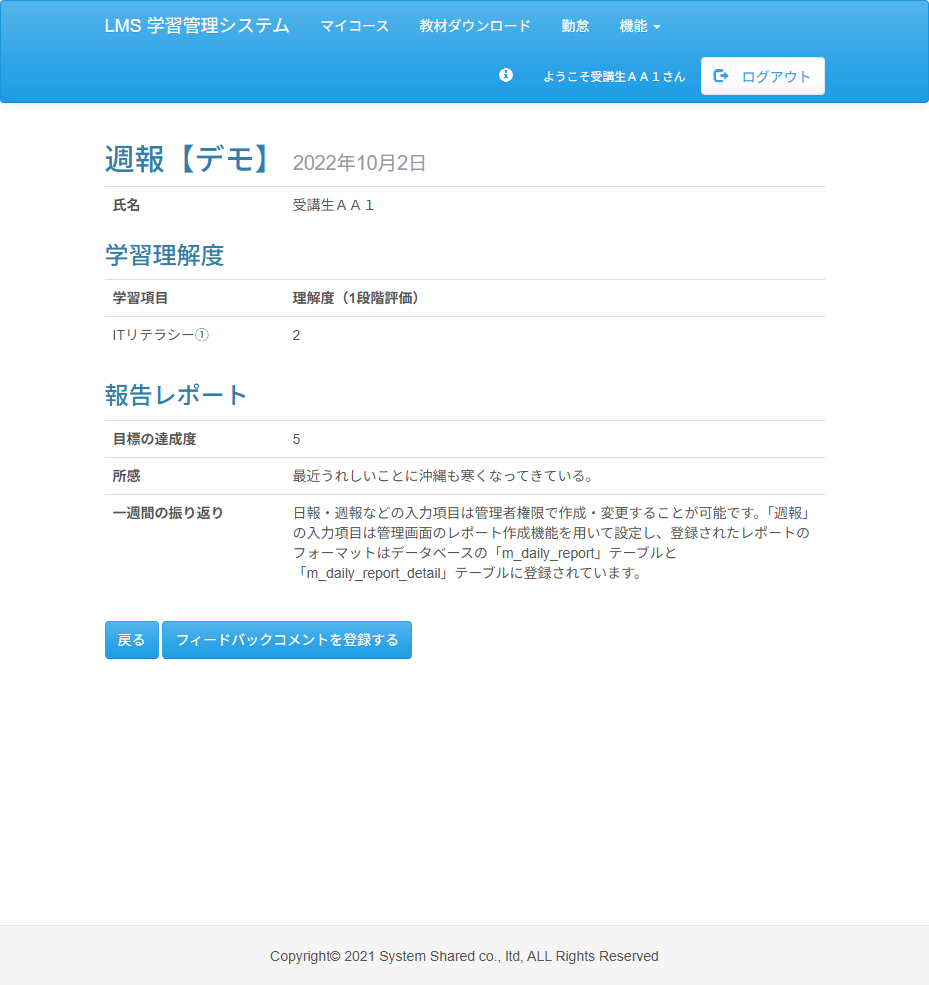 LMS 学習管理システム マイコース 教材ダウンロード 勤怠 機能
ようこそ受講生ＡＡ１さん ログアウト
週報【デモ】 2022年10月2日
氏名 受講生ＡＡ１
学習理解度
学習項目 理解度（1段階評価）
ITリテラシー① 2
報告レポート
目標の達成度 5
所感 最近うれしいことに沖縄も寒くなってきている。
一週間の振り返り 日報・週報などの入力項目は管理者権限で作成・変更することが可能です。「週報」
の入力項目は管理画面のレポート作成機能を用いて設定し、登録されたレポートの
フォーマットはデータベースの「m_daily_report」テーブルと
「m_daily_report_detail」テーブルに登録されています。
戻る フィードバックコメントを登録する
Copyright© 2021 System Shared co., ltd, ALL Rights Reserved